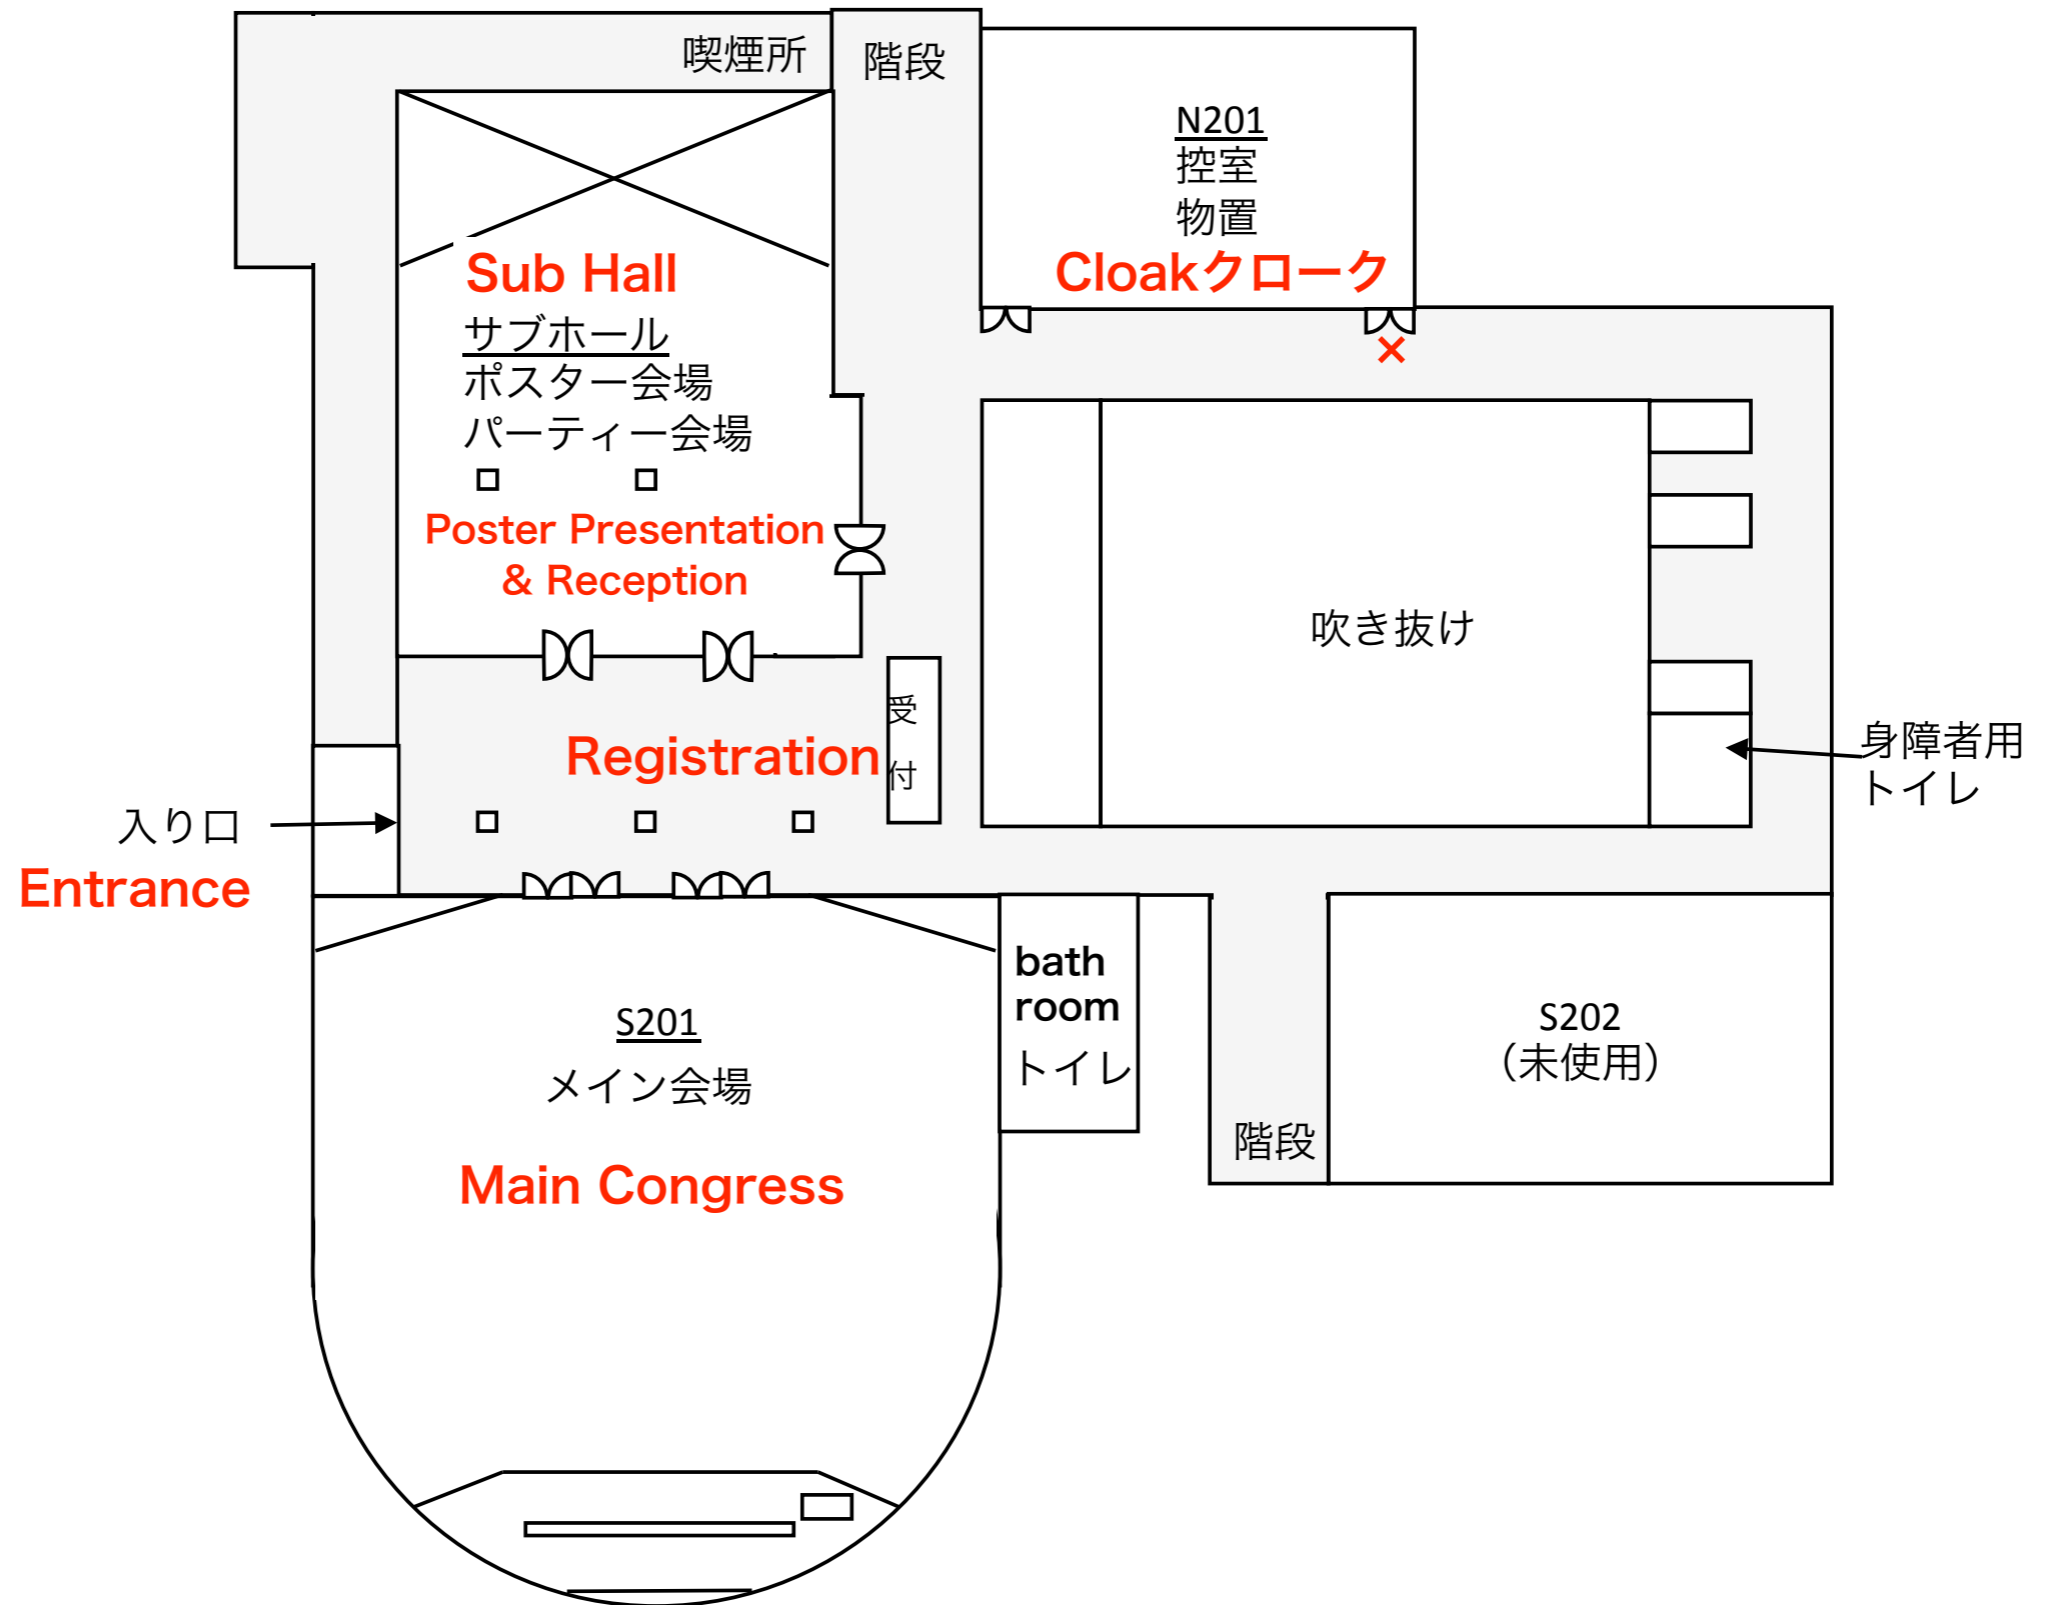 喫煙所
階段
N201
控室
物置
Cloakクローク
×
Sub Hall
サブホール
ポスター会場
パーティー会場
Poster Presentation
& Reception
吹き抜け
受
付
Registration
身障者用
トイレ
入り口
Entrance
bath
room
トイレ
S201
メイン会場
Main Congress
階段
S202
（未使用）